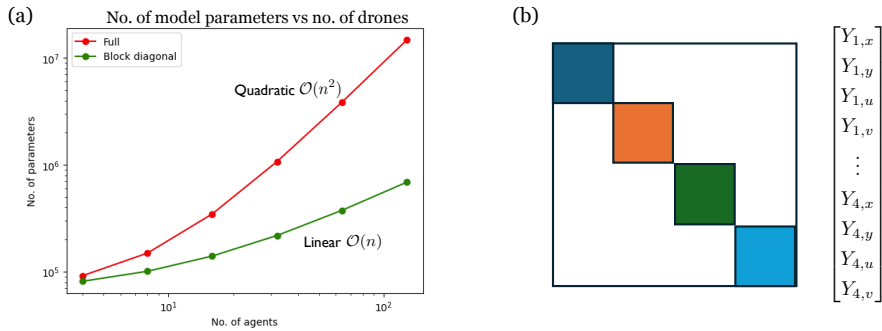 (a)
No. of model parameters vs no. of drones
Full
Block diagonal
Quadratic $\mathcal{O}(n^2)$
Linear $\mathcal{O}(n)$
No. of parameters
10^7
10^6
10^5
10^1
10^2
No. of agents
(b)
Y_{1,x}
Y_{1,y}
Y_{1,u}
Y_{1,v}
⋮
Y_{4,x}
Y_{4,y}
Y_{4,u}
Y_{4,v}